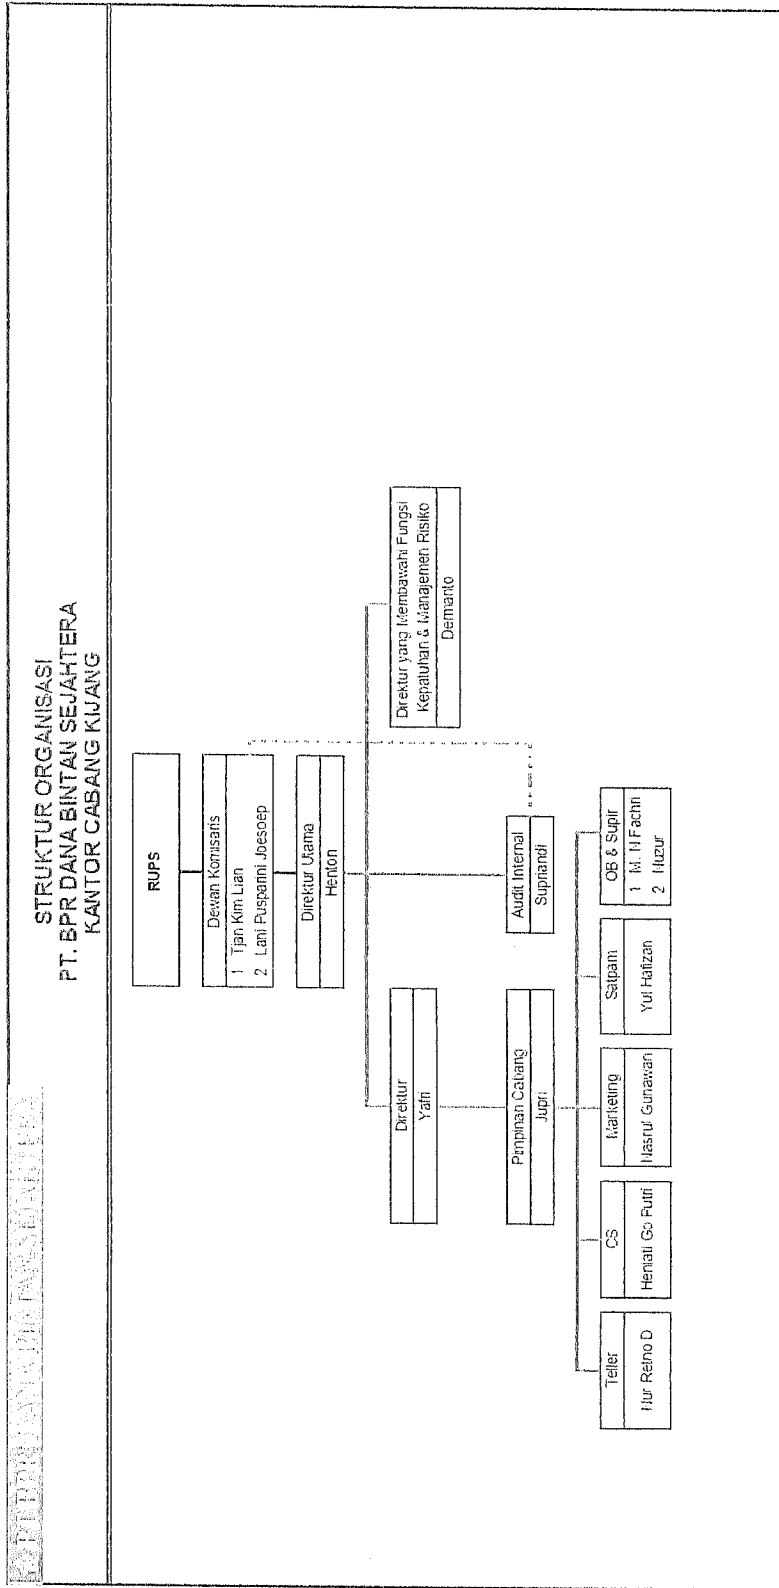 STRUKTUR ORGANISASI
PT. BPR DANA BINTAN SEJAHTERA
KANTOR CABANG KIJANG
RUPS
Dewan Komisaris
1 Tjan Kim Lian
2 Lani Pusparini Joesoep
Direktur Utama
Henton
Direktur
Yafri
Direktur yang Membawahi Fungsi
Kepatuhan & Manajemen Risiko
Dermanto
Pimpinan Cabang
Jupri
Audit Internal
Supriandi
Teller
Nur Retno D
CS
Heniati Go Putri
Marketing
Nasrul Gunawan
Satpam
Yul Hafizan
OB & Supir
1 M. N Fachri
2 Huzur